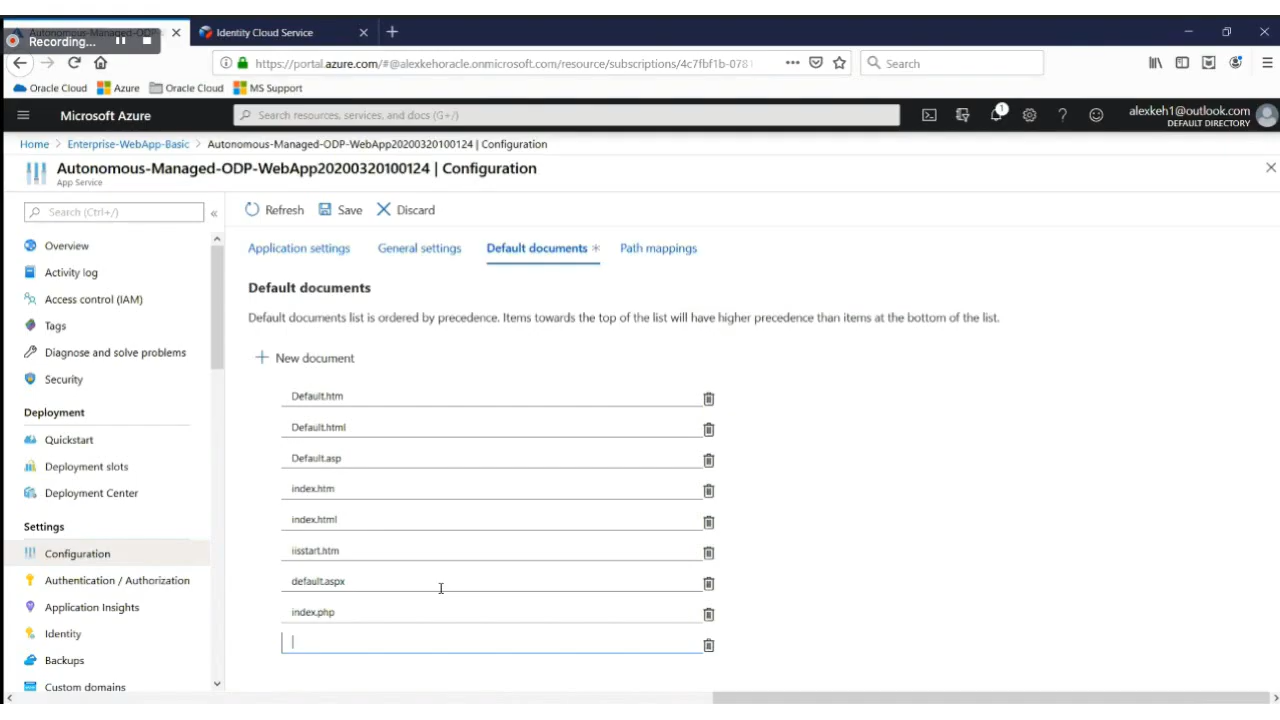 Autonomous-Managed-ODP
Identity Cloud Service
Recording...
https://portal.azure.com/#@alexkehoracle.onmicrosoft.com/resource/subscriptions/4c7fbf1b-0781
Search
Oracle Cloud
Azure
Oracle Cloud
MS Support
Microsoft Azure
Search resources, services, and docs (G+/)
1
alexkeh1@outlook.com
DEFAULT DIRECTORY
Home > Enterprise-WebApp-Basic > Autonomous-Managed-ODP-WebApp20200320100124 | Configuration
Autonomous-Managed-ODP-WebApp20200320100124 | Configuration
App Service
Search (Ctrl+/)
«
Overview
Activity log
Access control (IAM)
Tags
Diagnose and solve problems
Security
Deployment
Quickstart
Deployment slots
Deployment Center
Settings
Configuration
Authentication / Authorization
Application Insights
Identity
Backups
Custom domains
Refresh
Save
Discard
Application settings
General settings
Default documents *
Path mappings
Default documents
Default documents list is ordered by precedence. Items towards the top of the list will have higher precedence than items at the bottom of the list.
New document
Default.htm
Default.html
Default.asp
index.htm
index.html
iisstart.htm
default.aspx
index.php